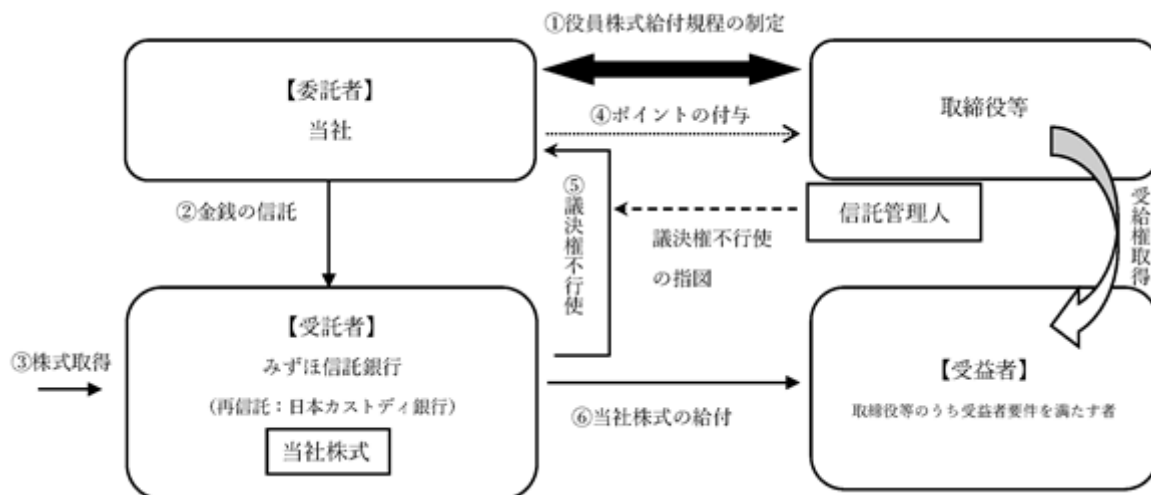 ①役員株式給付規程の制定
【委託者】
当社
④ポイントの付与
取締役等
②金銭の信託
⑤議決権不行使
議決権不行使
の指図
信託管理人
受給権取得
③株式取得
【受託者】
みずほ信託銀行
（再信託：日本カストディ銀行）
当社株式
⑥当社株式の給付
【受益者】
取締役等のうち受益者要件を満たす者